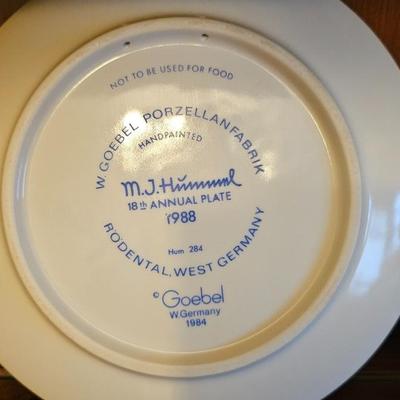 NOT TO BE USED FOR FOOD
W. GOEBEL PORZELLANFABRIK
HANDPAINTED
M.J. Hummel
18th ANNUAL PLATE
1988
RÖDENTAL, WEST GERMANY
Hum 284
© Goebel
W. Germany
1984